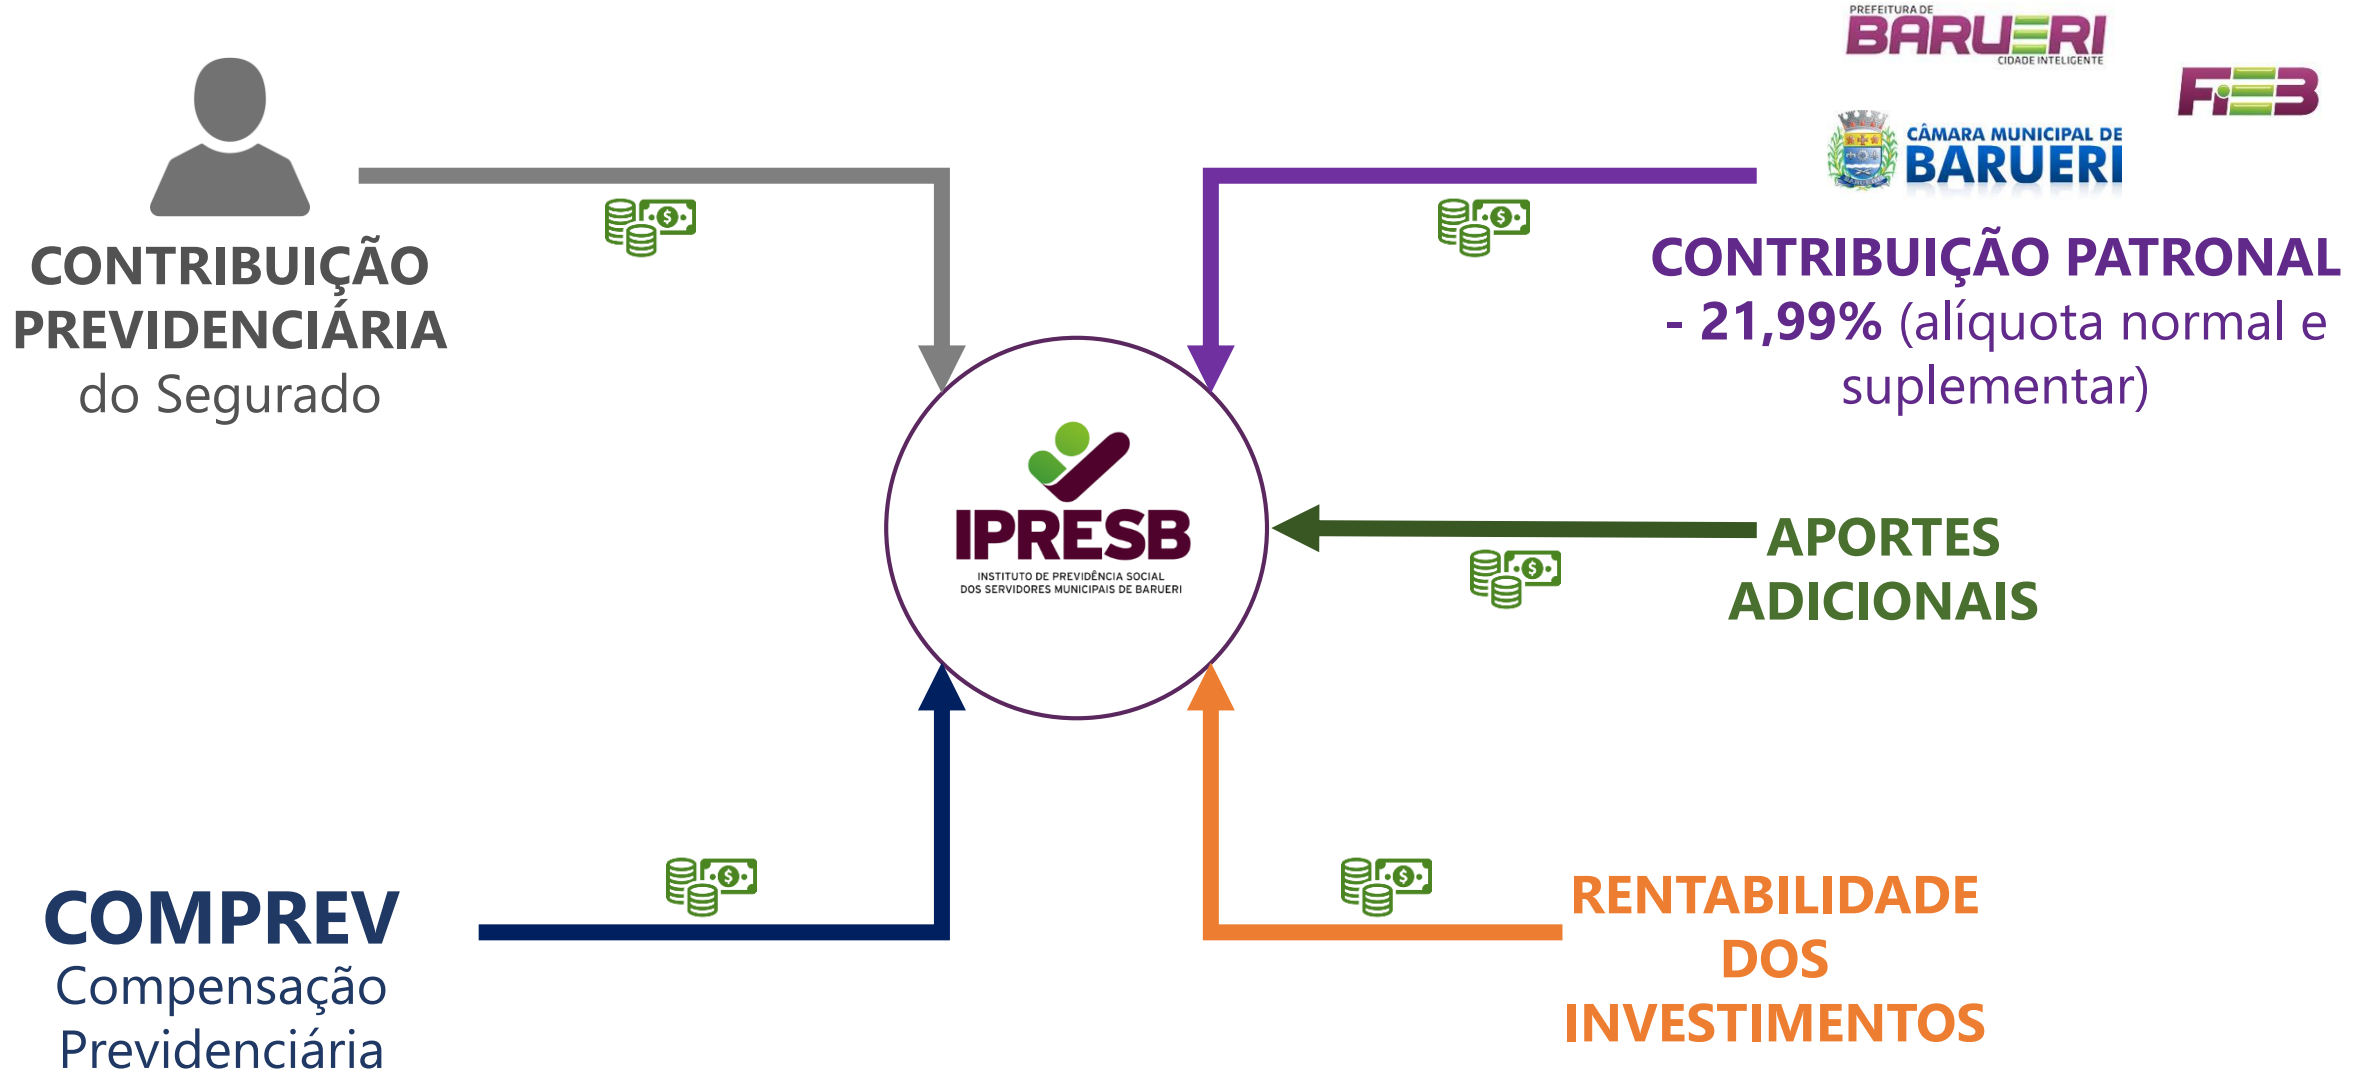 PREFEITURA DE
BARUERI
CIDADE INTELIGENTE
FIEB
CÂMARA MUNICIPAL DE
BARUERI
CONTRIBUIÇÃO
PREVIDENCIÁRIA
do Segurado
CONTRIBUIÇÃO PATRONAL
- 21,99% (alíquota normal e
suplementar)
IPRESB
INSTITUTO DE PREVIDÊNCIA SOCIAL
DOS SERVIDORES MUNICIPAIS DE BARUERI
APORTES
ADICIONAIS
COMPREV
Compensação
Previdenciária
RENTABILIDADE
DOS
INVESTIMENTOS